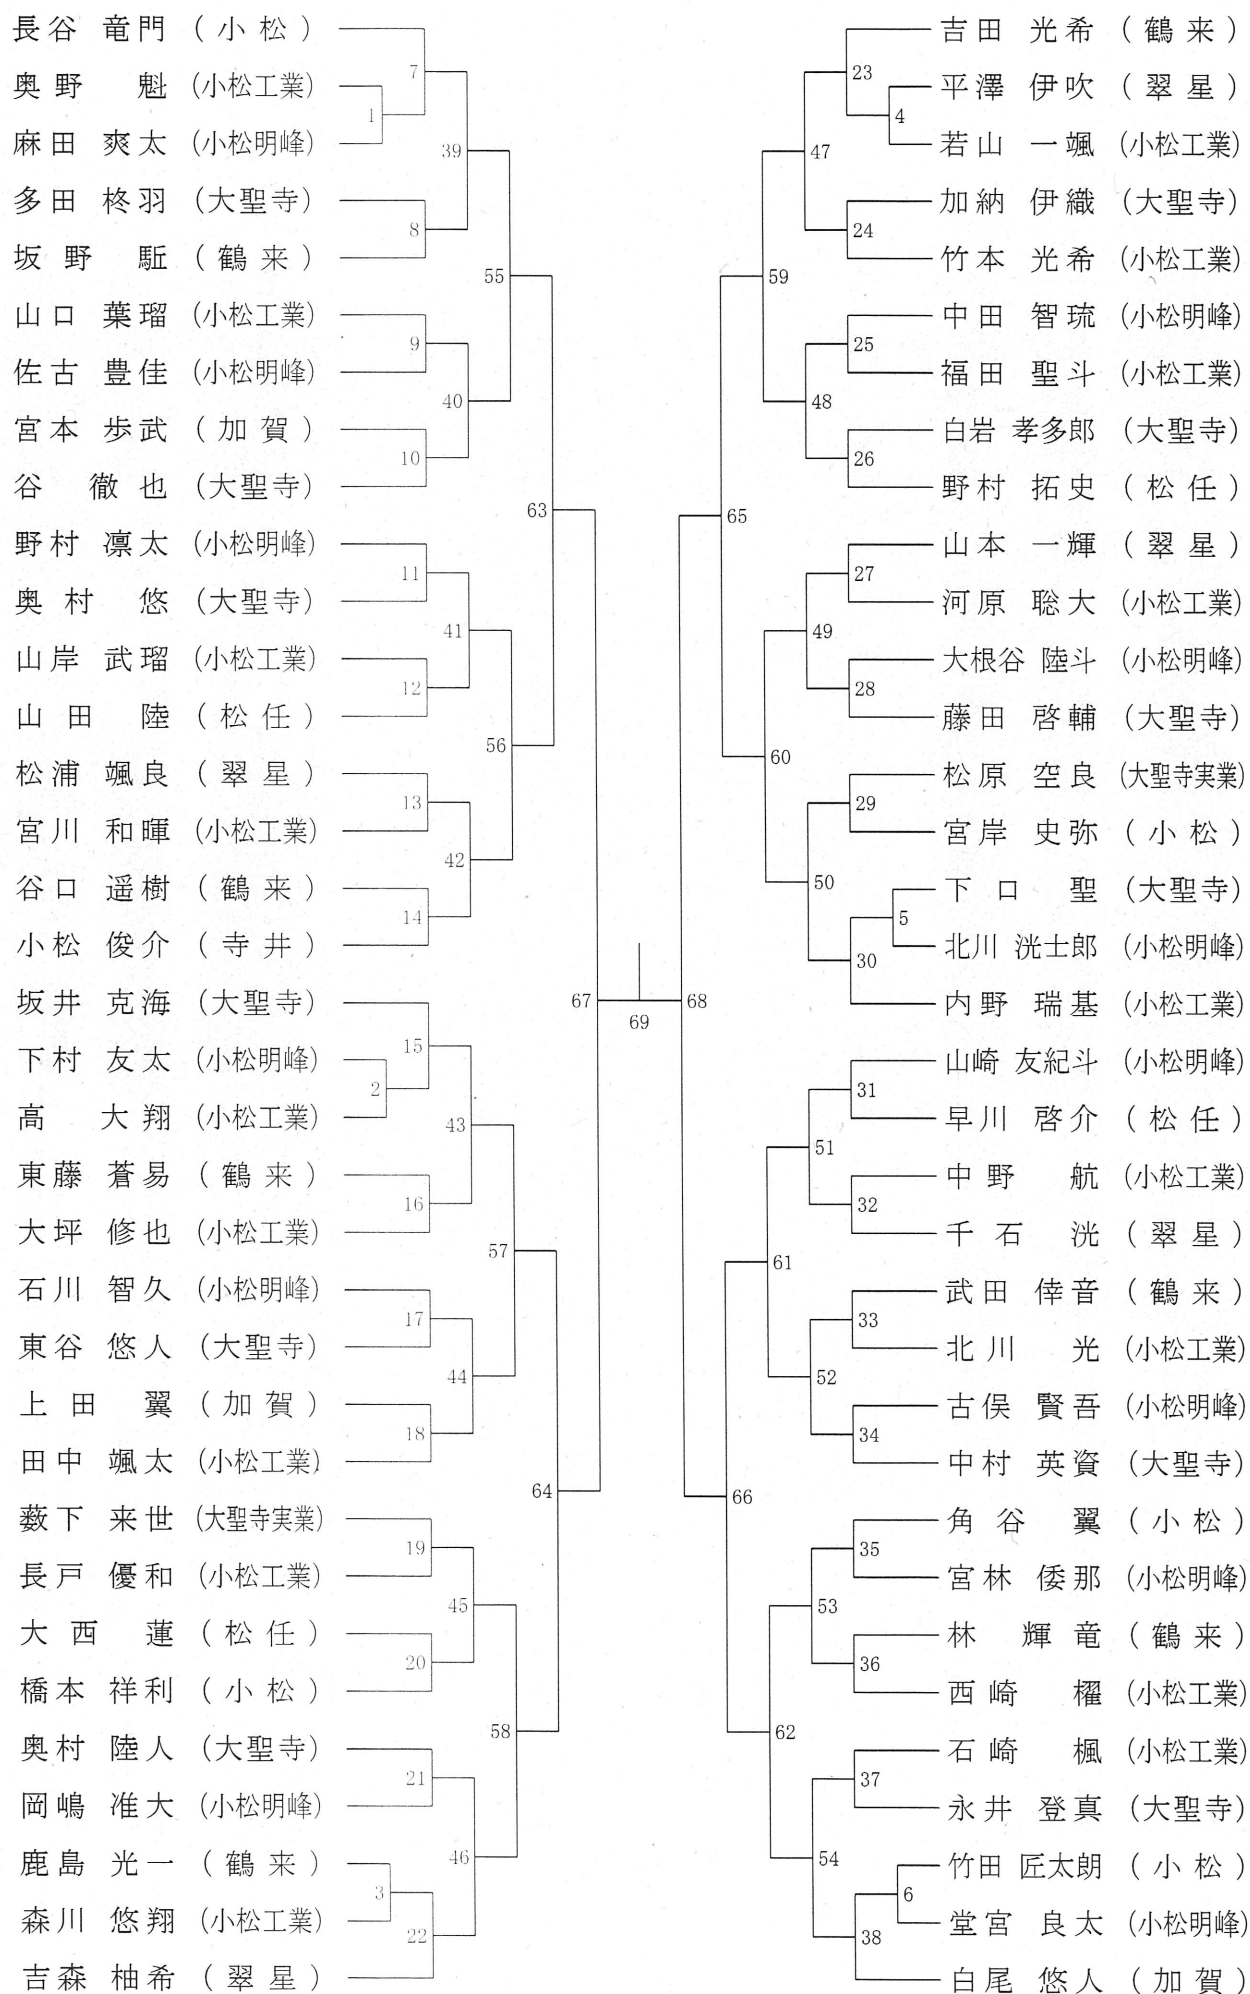 長谷 竜門 (小松)
奥野 魁 (小松工業)
麻田 爽太 (小松明峰)
多田 柊羽 (大聖寺)
坂野 駈 (鶴来)
山口 葉瑠 (小松工業)
佐古 豊佳 (小松明峰)
宮本 歩武 (加賀)
谷 徹也 (大聖寺)
野村 凛太 (小松明峰)
奥村 悠 (大聖寺)
山岸 武瑠 (小松工業)
山田 陸 (松任)
松浦 颯良 (翠星)
宮川 和暉 (小松工業)
谷口 遥樹 (鶴来)
小松 俊介 (寺井)
坂井 克海 (大聖寺)
下村 友太 (小松明峰)
高 大翔 (小松工業)
東藤 蒼易 (鶴来)
大坪 修也 (小松工業)
石川 智久 (小松明峰)
東谷 悠人 (大聖寺)
上田 翼 (加賀)
田中 颯太 (小松工業)
薮下 来世 (大聖寺実業)
長戸 優和 (小松工業)
大西 蓮 (松任)
橋本 祥利 (小松)
奥村 陸人 (大聖寺)
岡嶋 准大 (小松明峰)
鹿島 光一 (鶴来)
森川 悠翔 (小松工業)
吉森 柚希 (翠星)
7
1
39
8
55
9
40
10
63
11
41
12
56
13
42
14
67
15
2
43
16
57
17
44
18
64
19
45
20
58
21
46
3
22
69
68
23
4
47
24
59
25
48
26
65
27
49
28
60
29
50
5
30
31
51
32
61
33
52
34
66
35
53
36
62
37
54
6
38
吉田 光希 (鶴来)
平澤 伊吹 (翠星)
若山 一颯 (小松工業)
加納 伊織 (大聖寺)
竹本 光希 (小松工業)
中田 智琉 (小松明峰)
福田 聖斗 (小松工業)
白岩 孝多郎 (大聖寺)
野村 拓史 (松任)
山本 一輝 (翠星)
河原 聡大 (小松工業)
大根谷 陸斗 (小松明峰)
藤田 啓輔 (大聖寺)
松原 空良 (大聖寺実業)
宮岸 史弥 (小松)
下口 聖 (大聖寺)
北川 洸士郎 (小松明峰)
内野 瑞基 (小松工業)
山崎 友紀斗 (小松明峰)
早川 啓介 (松任)
中野 航 (小松工業)
千石 洸 (翠星)
武田 倖音 (鶴来)
北川 光 (小松工業)
古俣 賢吾 (小松明峰)
中村 英資 (大聖寺)
角谷 翼 (小松)
宮林 倭那 (小松明峰)
林 輝竜 (鶴来)
西崎 櫂 (小松工業)
石崎 楓 (小松工業)
永井 登真 (大聖寺)
竹田 匠太朗 (小松)
堂宮 良太 (小松明峰)
白尾 悠人 (加賀)